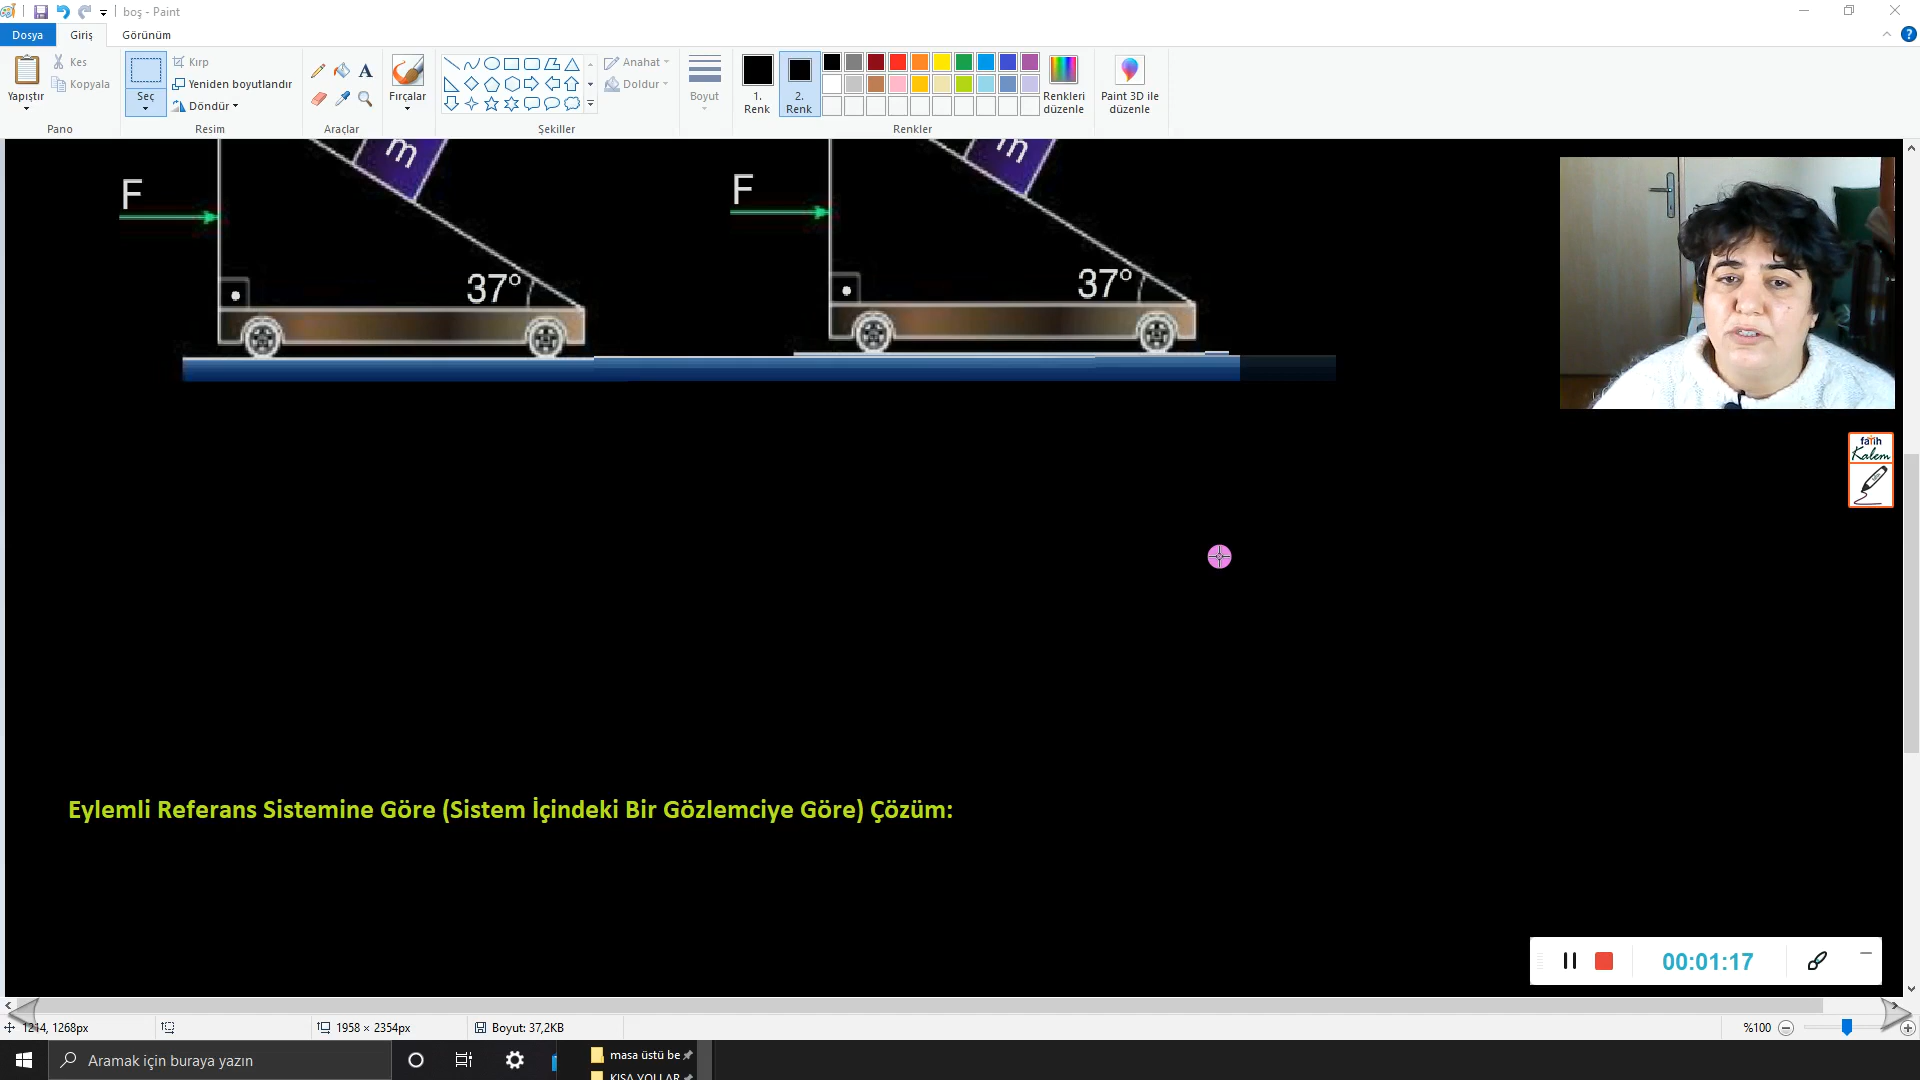 boş - Paint
Dosya Giriş Görünüm
Yapıştır
Kes
Kopyala
Pano
Seç
Kırp
Yeniden boyutlandır
Döndür
Resim
A
Araçlar
Fırçalar
Şekiller
Anahat
Doldur
Boyut
1.
Renk
2.
Renk
Renkler
Renkleri
düzenle
Paint 3D ile
düzenle
m
m
F
F
37°
37°
fatih
Kalem
Eylemli Referans Sistemine Göre (Sistem İçindeki Bir Gözlemciye Göre) Çözüm:
00:01:17
1214, 1268px
1958 × 2354px
Boyut: 37,2KB
%100
Aramak için buraya yazın
masa üstü be
KISA YOLLAR